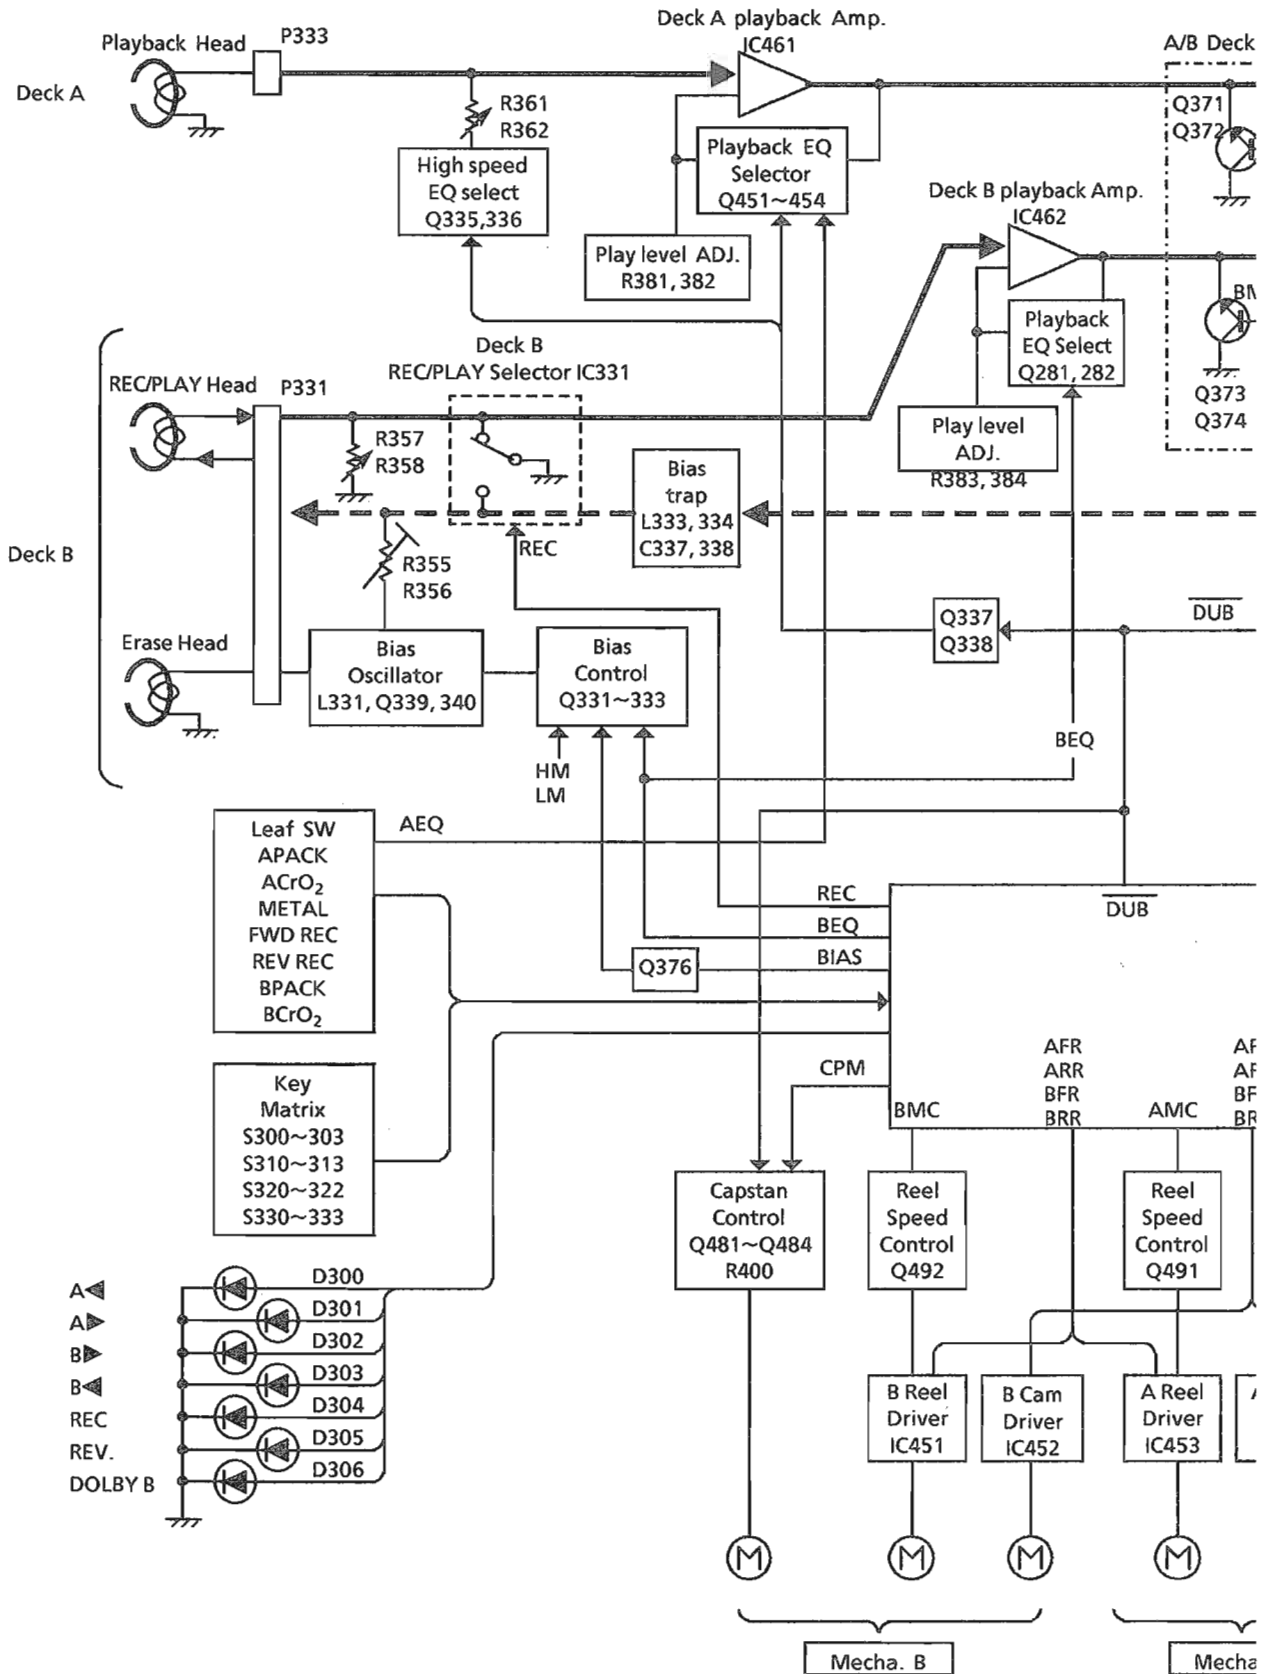 Deck A playback Amp.
IC461
Playback Head
P333
A/B Deck
Deck A
R361
R362
Q371
Q372
High speed
EQ select
Q335,336
Playback EQ
Selector
Q451~454
Deck B playback Amp.
IC462
Play level ADJ.
R381, 382
Playback
EQ Select
Q281, 282
Q373
Q374
Deck B
REC/PLAY Selector IC331
REC/PLAY Head
P331
R357
R358
Play level
ADJ.
R383, 384
Bias
trap
L333, 334
C337, 338
REC
Deck B
R355
R356
Q337
Q338
DUB
Erase Head
Bias
Oscillator
L331, Q339, 340
Bias
Control
Q331~333
BEQ
HM
LM
Leaf SW
APACK
ACrO₂
METAL
FWD REC
REV REC
BPACK
BCrO₂
AEQ
REC
BEQ
BIAS
Q376
DUB
CPM
BMC
AFR
ARR
BFR
BRR
AMC
Key
Matrix
S300~303
S310~313
S320~322
S330~333
Capstan
Control
Q481~Q484
R400
Reel
Speed
Control
Q492
Reel
Speed
Control
Q491
A◀ D300
A▶ D301
B▶ D302
B◀ D303
REC D304
REV. D305
DOLBY B D306
B Reel
Driver
IC451
B Cam
Driver
IC452
A Reel
Driver
IC453
M M M M
Mecha. B
Mecha